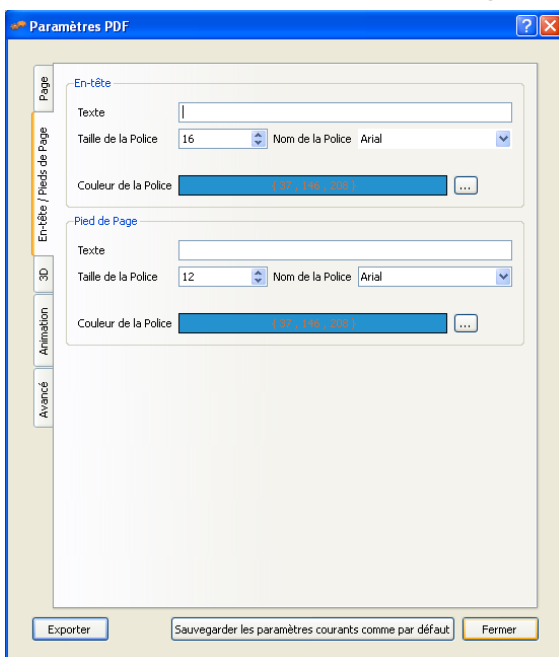 Paramètres PDF
Page
En-tête / Pieds de Page
3D
Animation
Avancé
En-tête
Texte
Taille de la Police 16 Nom de la Police Arial
Couleur de la Police [ 37 , 146 , 208 ] ...
Pied de Page
Texte
Taille de la Police 12 Nom de la Police Arial
Couleur de la Police [ 37 , 146 , 208 ] ...
Exporter Sauvegarder les paramètres courants comme par défaut Fermer